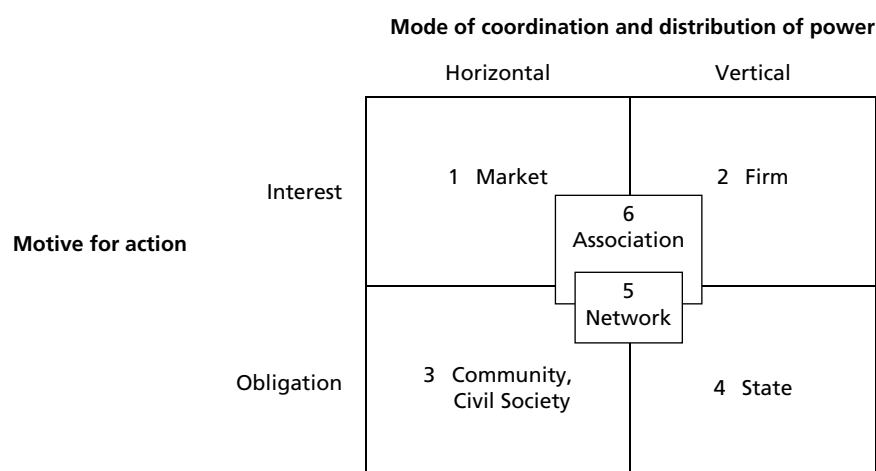 Mode of coordination and distribution of power
Horizontal Vertical
1 Market 2 Firm
Interest
6
Association
Motive for action
5
Network
3 Community,
Civil Society
Obligation
4 State